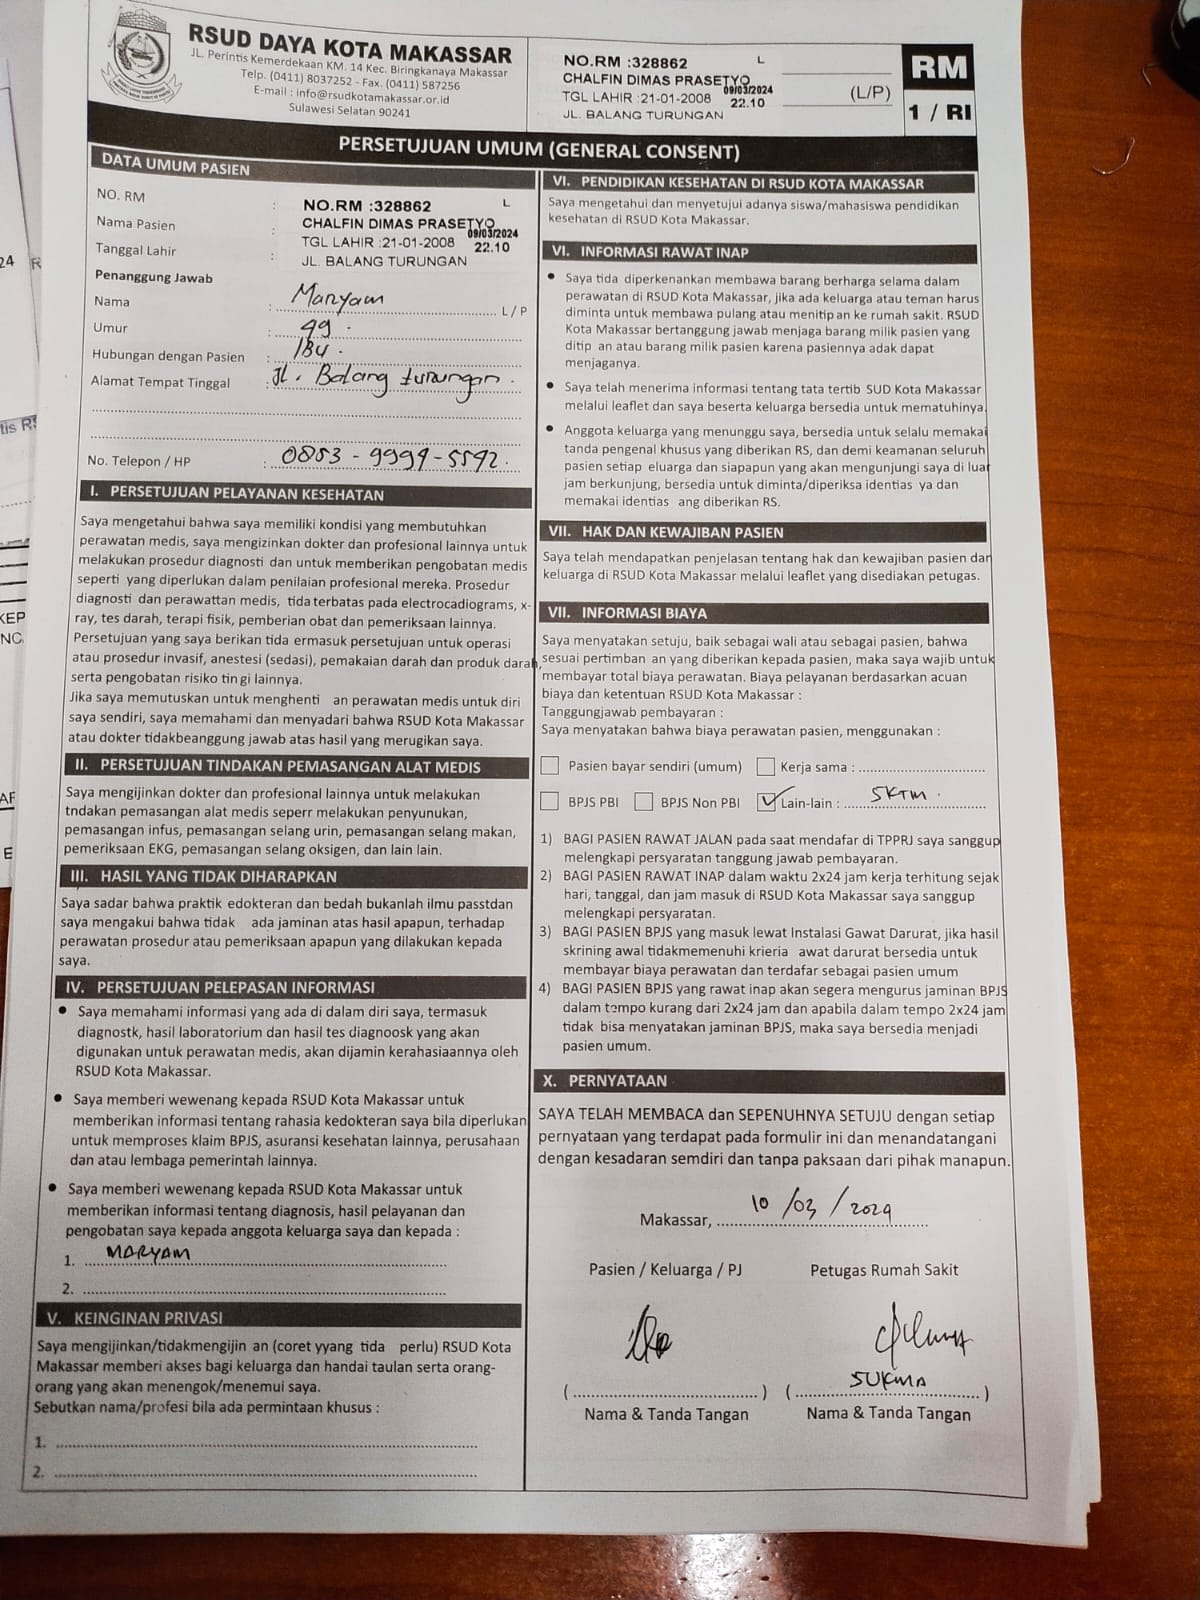 RSUD DAYA KOTA MAKASSAR
JL. Perintis Kemerdekaan KM. 14 Kec. Biringkanaya Makassar
Telp. (0411) 8037252 - Fax. (0411) 587256
E-mail : info@rsudkotamakassar.or.id
Sulawesi Selatan 90241
NO.RM :328862 L
CHALFIN DIMAS PRASETYO
09/03/2024
TGL LAHIR :21-01-2008 22.10
JL. BALANG TURUNGAN
(L/P)
RM
1 / RI
PERSETUJUAN UMUM (GENERAL CONSENT)
DATA UMUM PASIEN
NO. RM : NO.RM :328862 L
Nama Pasien : CHALFIN DIMAS PRASETYO
09/03/2024
Tanggal Lahir : TGL LAHIR :21-01-2008 22.10
JL. BALANG TURUNGAN
Penanggung Jawab
Nama : Maryam L / P
Umur : 49.
Hubungan dengan Pasien : IBU.
Alamat Tempat Tinggal : Jl. Balang turungan.
No. Telepon / HP : 0853-9999-5592.
I. PERSETUJUAN PELAYANAN KESEHATAN
Saya mengetahui bahwa saya memiliki kondisi yang membutuhkan
perawatan medis, saya mengizinkan dokter dan profesional lainnya untuk
melakukan prosedur diagnosti dan untuk memberikan pengobatan medis
seperti yang diperlukan dalam penilaian profesional mereka. Prosedur
diagnosti dan perawattan medis, tida terbatas pada electrocadiograms, x-
ray, tes darah, terapi fisik, pemberian obat dan pemeriksaan lainnya.
Persetujuan yang saya berikan tida ermasuk persetujuan untuk operasi
atau prosedur invasif, anestesi (sedasi), pemakaian darah dan produk darah,
serta pengobatan risiko tin gi lainnya.
Jika saya memutuskan untuk menghenti an perawatan medis untuk diri
saya sendiri, saya memahami dan menyadari bahwa RSUD Kota Makassar
atau dokter tidakbeanggung jawab atas hasil yang merugikan saya.
II. PERSETUJUAN TINDAKAN PEMASANGAN ALAT MEDIS
Saya mengijinkan dokter dan profesional lainnya untuk melakukan
tndakan pemasangan alat medis seperr melakukan penyunukan,
pemasangan infus, pemasangan selang urin, pemasangan selang makan,
pemeriksaan EKG, pemasangan selang oksigen, dan lain lain.
III. HASIL YANG TIDAK DIHARAPKAN
Saya sadar bahwa praktik edokteran dan bedah bukanlah ilmu passtdan
saya mengakui bahwa tidak ada jaminan atas hasil apapun, terhadap
perawatan prosedur atau pemeriksaan apapun yang dilakukan kepada
saya.
IV. PERSETUJUAN PELEPASAN INFORMASI
• Saya memahami informasi yang ada di dalam diri saya, termasuk
diagnostk, hasil laboratorium dan hasil tes diagnoosk yang akan
digunakan untuk perawatan medis, akan dijamin kerahasiaannya oleh
RSUD Kota Makassar.
• Saya memberi wewenang kepada RSUD Kota Makassar untuk
memberikan informasi tentang rahasia kedokteran saya bila diperlukan
untuk memproses klaim BPJS, asuransi kesehatan lainnya, perusahaan
dan atau lembaga pemerintah lainnya.
• Saya memberi wewenang kepada RSUD Kota Makassar untuk
memberikan informasi tentang diagnosis, hasil pelayanan dan
pengobatan saya kepada anggota keluarga saya dan kepada :
1. MARYAM
2.
V. KEINGINAN PRIVASI
Saya mengijinkan/tidakmengijin an (coret yyang tida perlu) RSUD Kota
Makassar memberi akses bagi keluarga dan handai taulan serta orang-
orang yang akan menengok/menemui saya.
Sebutkan nama/profesi bila ada permintaan khusus :
1.
2.
VI. PENDIDIKAN KESEHATAN DI RSUD KOTA MAKASSAR
Saya mengetahui dan menyetujui adanya siswa/mahasiswa pendidikan
kesehatan di RSUD Kota Makassar.
VI. INFORMASI RAWAT INAP
• Saya tida diperkenankan membawa barang berharga selama dalam
perawatan di RSUD Kota Makassar, jika ada keluarga atau teman harus
diminta untuk membawa pulang atau menitip an ke rumah sakit. RSUD
Kota Makassar bertanggung jawab menjaga barang milik pasien yang
ditip an atau barang milik pasien karena pasiennya adak dapat
menjaganya.
• Saya telah menerima informasi tentang tata tertib SUD Kota Makassar
melalui leaflet dan saya beserta keluarga bersedia untuk mematuhinya.
• Anggota keluarga yang menunggu saya, bersedia untuk selalu memakai
tanda pengenal khusus yang diberikan RS, dan demi keamanan seluruh
pasien setiap eluarga dan siapapun yang akan mengunjungi saya di luar
jam berkunjung, bersedia untuk diminta/diperiksa identias ya dan
memakai identias ang diberikan RS.
VII. HAK DAN KEWAJIBAN PASIEN
Saya telah mendapatkan penjelasan tentang hak dan kewajiban pasien dan
keluarga di RSUD Kota Makassar melalui leaflet yang disediakan petugas.
VII. INFORMASI BIAYA
Saya menyatakan setuju, baik sebagai wali atau sebagai pasien, bahwa
sesuai pertimban an yang diberikan kepada pasien, maka saya wajib untuk
membayar total biaya perawatan. Biaya pelayanan berdasarkan acuan
biaya dan ketentuan RSUD Kota Makassar :
Tanggungjawab pembayaran :
Saya menyatakan bahwa biaya perawatan pasien, menggunakan :
Pasien bayar sendiri (umum) Kerja sama :
BPJS PBI BPJS Non PBI ✓ Lain-lain : SKTM.
1) BAGI PASIEN RAWAT JALAN pada saat mendafar di TPPRJ saya sanggup
melengkapi persyaratan tanggung jawab pembayaran.
2) BAGI PASIEN RAWAT INAP dalam waktu 2x24 jam kerja terhitung sejak
hari, tanggal, dan jam masuk di RSUD Kota Makassar saya sanggup
melengkapi persyaratan.
3) BAGI PASIEN BPJS yang masuk lewat Instalasi Gawat Darurat, jika hasil
skrining awal tidakmemenuhi krieria awat darurat bersedia untuk
membayar biaya perawatan dan terdafar sebagai pasien umum
4) BAGI PASIEN BPJS yang rawat inap akan segera mengurus jaminan BPJS
dalam tempo kurang dari 2x24 jam dan apabila dalam tempo 2x24 jam
tidak bisa menyatakan jaminan BPJS, maka saya bersedia menjadi
pasien umum.
X. PERNYATAAN
SAYA TELAH MEMBACA dan SEPENUHNYA SETUJU dengan setiap
pernyataan yang terdapat pada formulir ini dan menandatangani
dengan kesadaran semdiri dan tanpa paksaan dari pihak manapun.
Makassar, 10/03/2024
Pasien / Keluarga / PJ Petugas Rumah Sakit
SUKMA
Nama & Tanda Tangan Nama & Tanda Tangan